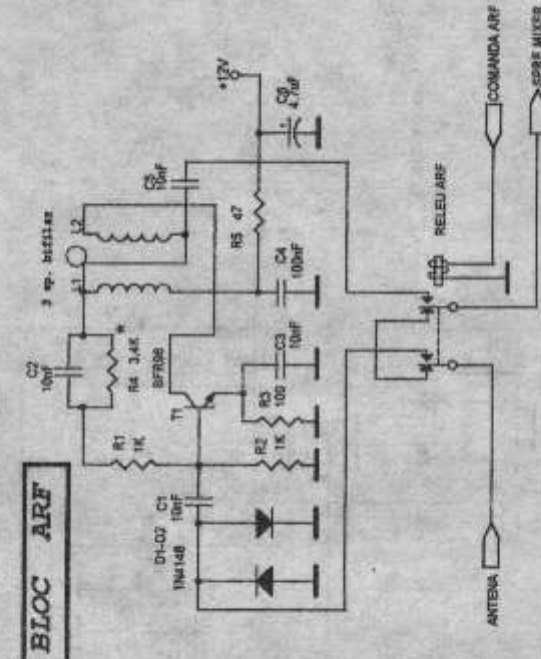 BLOC ARF
C2
10nF
R4 3,4K
*
3 sp. bifilar
L1
L2
C5
10nF
+12V
C6
4.7uF
R5 47
C4
100nF
R1
1K
T1
BFR96
R2
1K
R3
100
C3
10nF
D1-D2
1N4148
C1
10nF
RELEU ARF
COMANDA ARF
SPRE MIXER
ANTENA